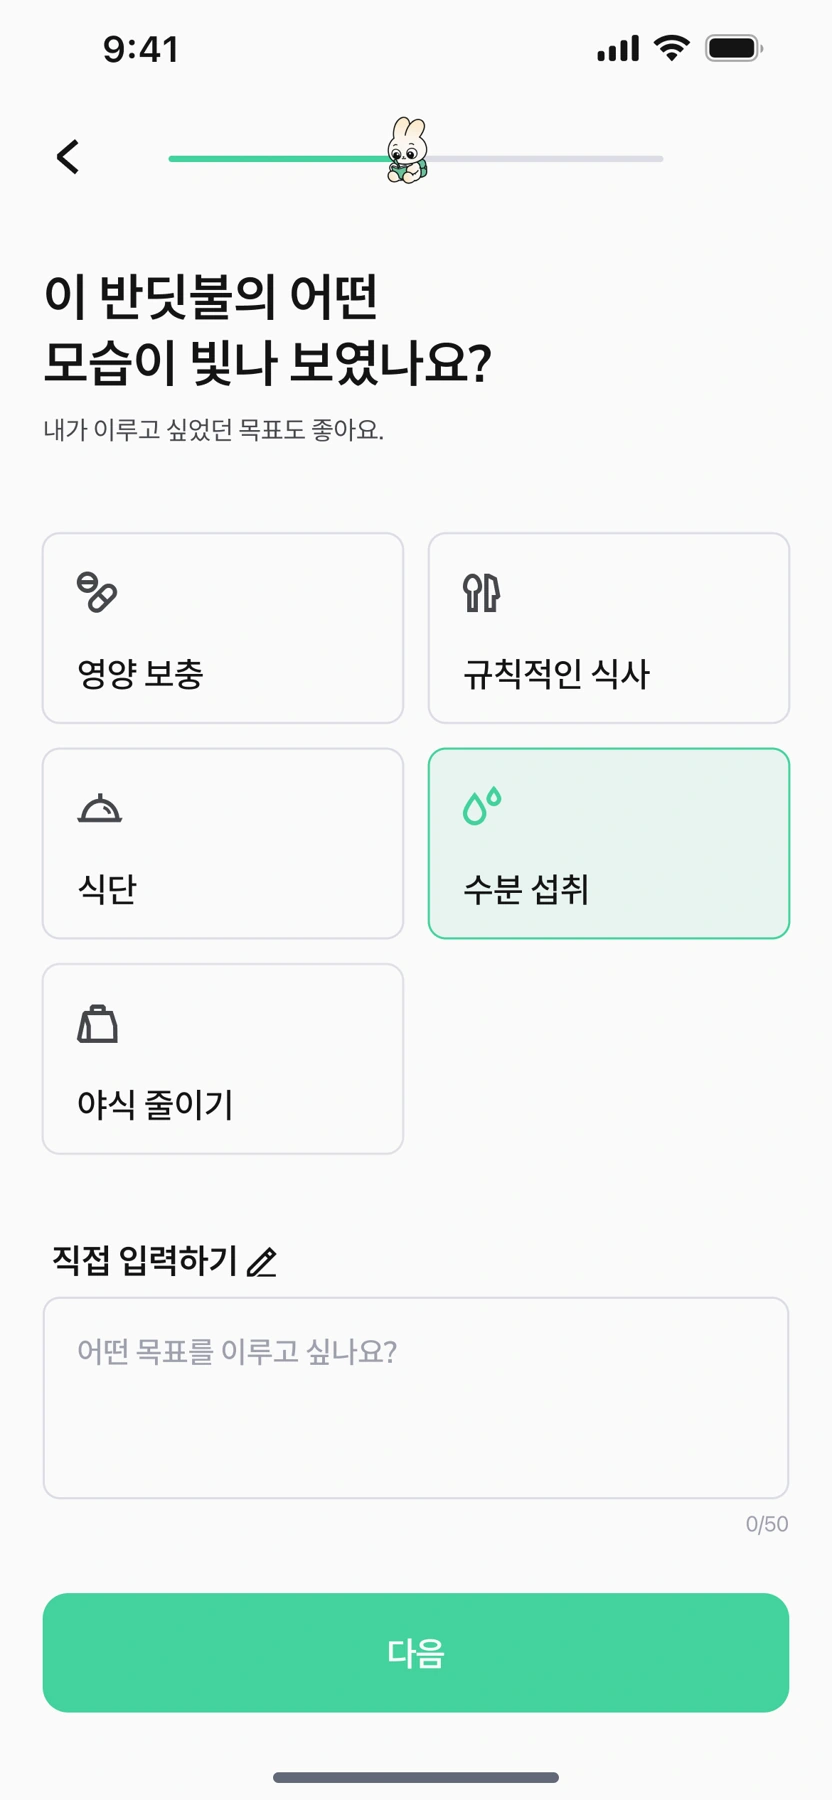 9:41
이 반딧불의 어떤
모습이 빛나 보였나요?
내가 이루고 싶었던 목표도 좋아요.
영양 보충
규칙적인 식사
식단
수분 섭취
야식 줄이기
직접 입력하기
어떤 목표를 이루고 싶나요?
0/50
다음